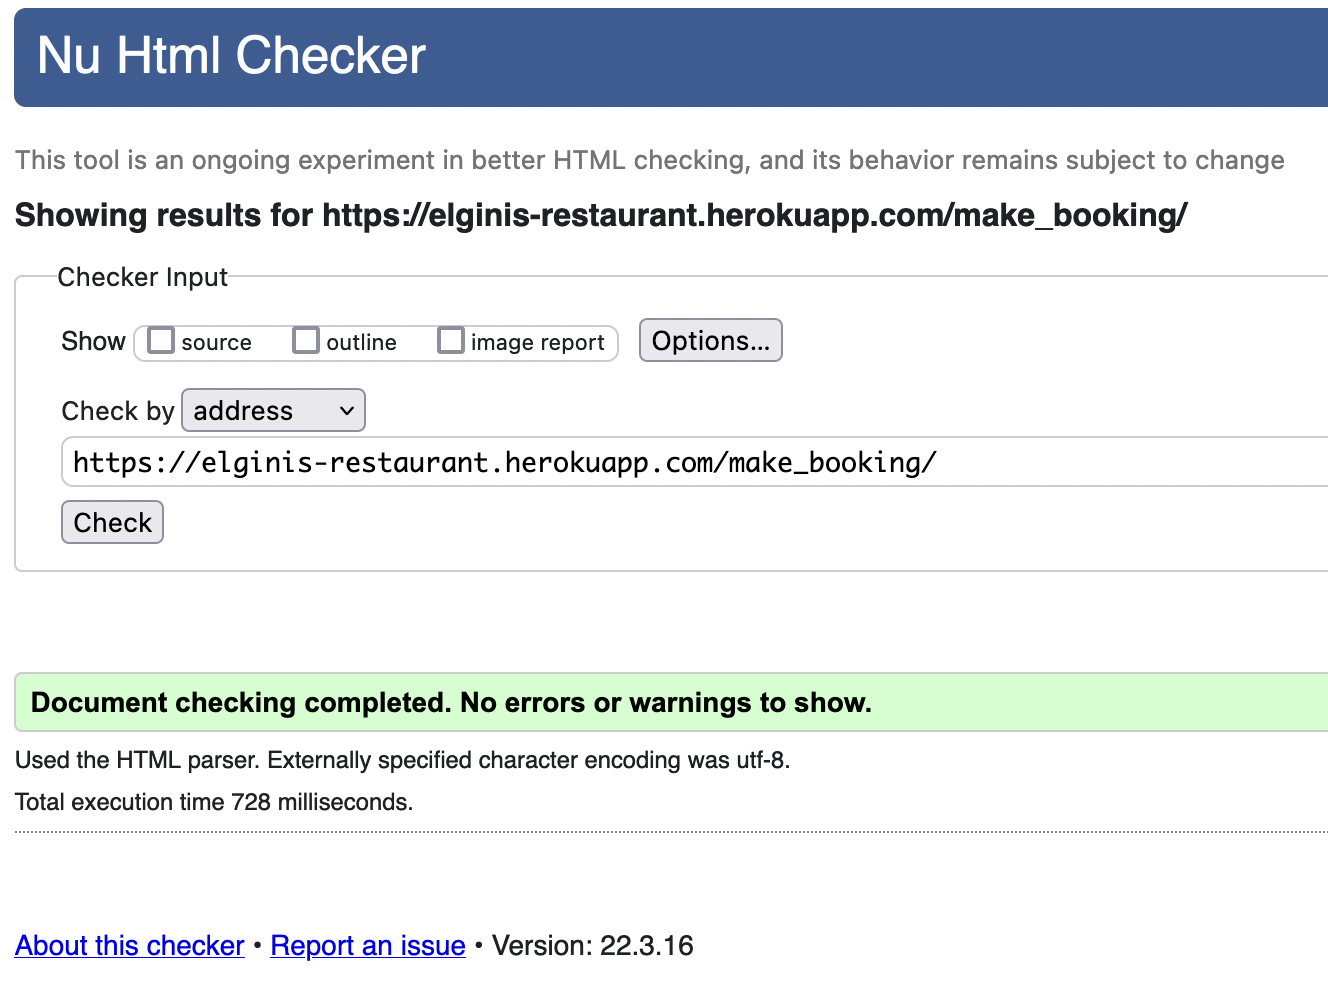 Nu Html Checker
This tool is an ongoing experiment in better HTML checking, and its behavior remains subject to change
Showing results for https://elginis-restaurant.herokuapp.com/make_booking/
Checker Input
Show source outline image report Options...
Check by address
https://elginis-restaurant.herokuapp.com/make_booking/
Check
Document checking completed. No errors or warnings to show.
Used the HTML parser. Externally specified character encoding was utf-8.
Total execution time 728 milliseconds.
About this checker • Report an issue • Version: 22.3.16